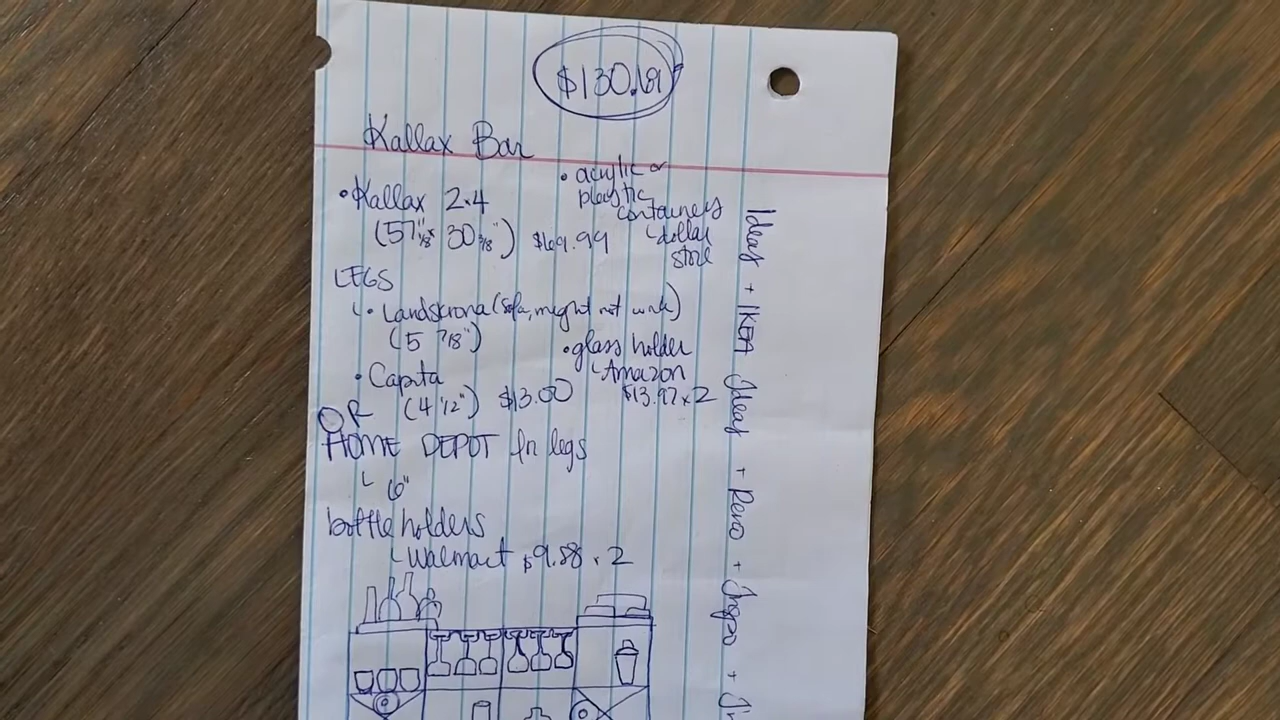 $130.69
Kallax Bar
• Kallax 2x4
(57 7/8" x 30 3/8") $69.99
• acrylic or
plastic
containers
dollar
store
LEGS
• Landskrona (sofa, might not work)
(5 7/8")
• Capita
(4 1/2") $13.00
• glass holder
Amazon
$13.97 x 2
OR
HOME DEPOT for legs
6"
bottle holders
Walmart $9.88 x 2
Ideas + IKEA Ideas + Reno + Inspo +